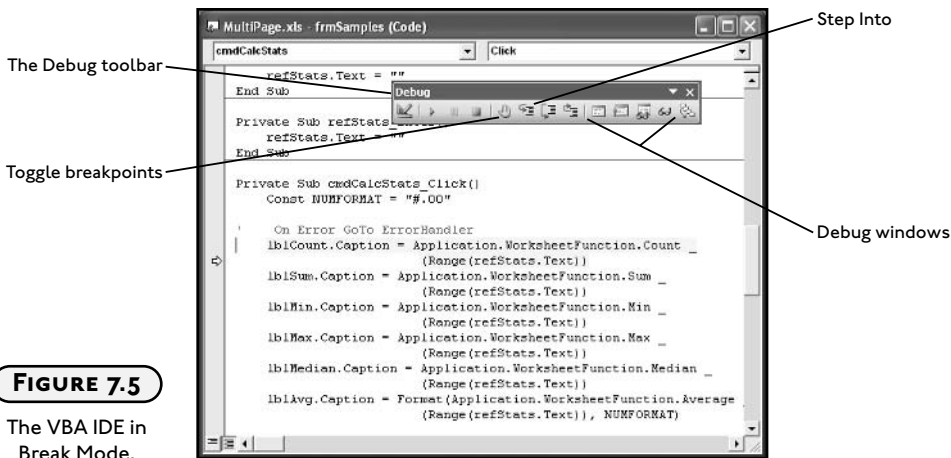 MultiPage.xls - frmSamples (Code)
Step Into
cmdCalcStats
Click
The Debug toolbar
refStats.Text = ""
End Sub
Debug
Private Sub refStats_
refStats.Text = ""
End Sub
Toggle breakpoints
Private Sub cmdCalcStats_Click()
Const NUMFORMAT = "#.00"
' On Error GoTo ErrorHandler
lblCount.Caption = Application.WorksheetFunction.Count _
(Range(refStats.Text))
Debug windows
lblSum.Caption = Application.WorksheetFunction.Sum _
(Range(refStats.Text))
lblMin.Caption = Application.WorksheetFunction.Min _
(Range(refStats.Text))
lblMax.Caption = Application.WorksheetFunction.Max _
(Range(refStats.Text))
lblMedian.Caption = Application.WorksheetFunction.Median _
(Range(refStats.Text))
lblAvg.Caption = Format(Application.WorksheetFunction.Average _
(Range(refStats.Text)), NUMFORMAT)
FIGURE 7.5
The VBA IDE in
Break Mode.